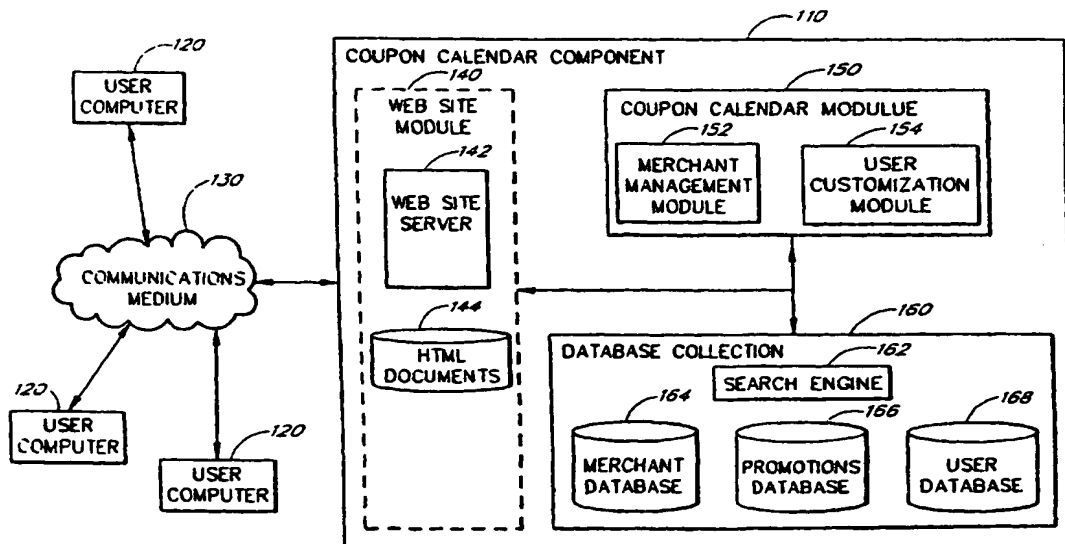 120
USER
COMPUTER
130
COMMUNICATIONS
MEDIUM
120
USER
COMPUTER
120
USER
COMPUTER
110
COUPON CALENDAR COMPONENT
140
WEB SITE
MODULE
142
WEB SITE
SERVER
144
HTML
DOCUMENTS
150
COUPON CALENDAR MODULUE
152
MERCHANT
MANAGEMENT
MODULE
154
USER
CUSTOMIZATION
MODULE
160
DATABASE COLLECTION
162
SEARCH ENGINE
164
MERCHANT
DATABASE
166
PROMOTIONS
DATABASE
168
USER
DATABASE